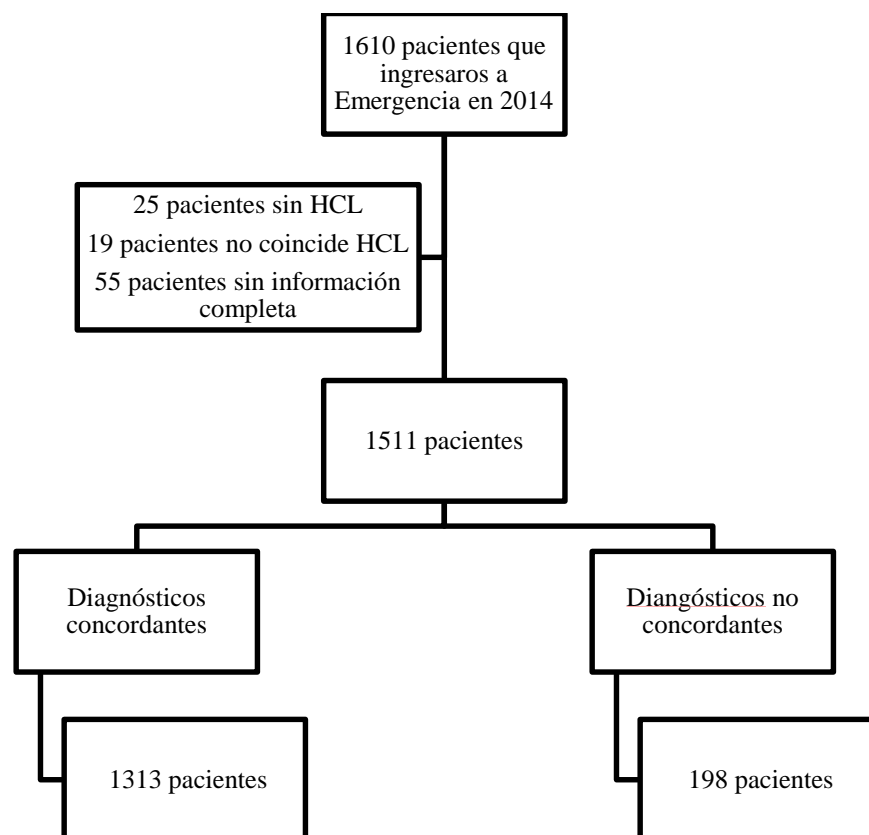 1610 pacientes que
ingresaros a
Emergencia en 2014
25 pacientes sin HCL
19 pacientes no coincide HCL
55 pacientes sin información
completa
1511 pacientes
Diagnósticos
concordantes
Diangósticos no
concordantes
1313 pacientes
198 pacientes